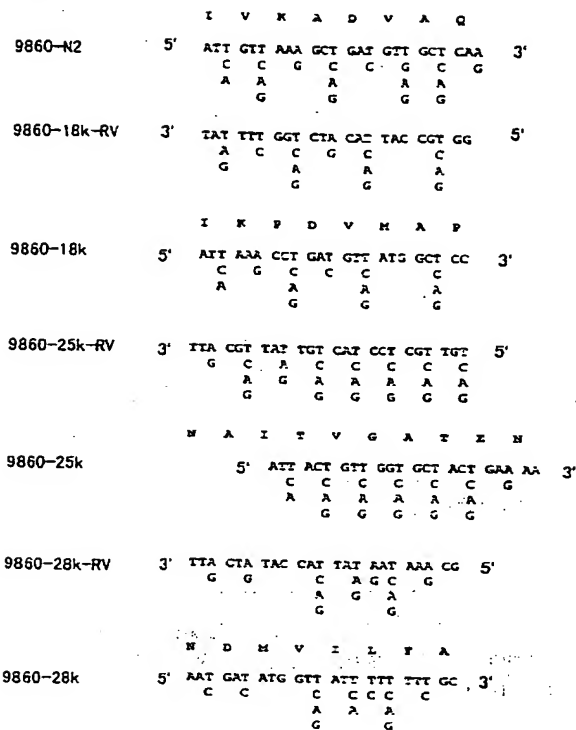 I V K A D V A Q
9860-N2 5' ATT GTT AAA GCT GAT GTT GCT CAA 3'
C C G C C G C G
A A A A A
G G G G
9860-18k-RV 3' TAT TTT GGT CTA CAT TAC CGT GG 5'
A C C G C C
G A A A
G G G
I K P D V M A P
9860-18k 5' ATT AAA CCT GAT GTT ATG GCT CC 3'
C G C C C C
A A A A
G G G
9860-25k-RV 3' TTA CGT TAT TGT CAT CCT CGT TGT 5'
G C A C C C C C
A G A A A A A
G G G G G G
N A I T V G A T E N
9860-25k 5' ATT ACT GTT GGT GCT ACT GAA AA 3'
C C C C C C G
A A A A A A
G G G G G
9860-28k-RV 3' TTA CTA TAC CAT TAT AAT AAA CG 5'
G G C A G C G
A G A
G G
N D M V I L F A
9860-28k 5' AAT GAT ATG GTT ATT TTT TTT GC 3'
C C C C C C C
A A A
G G